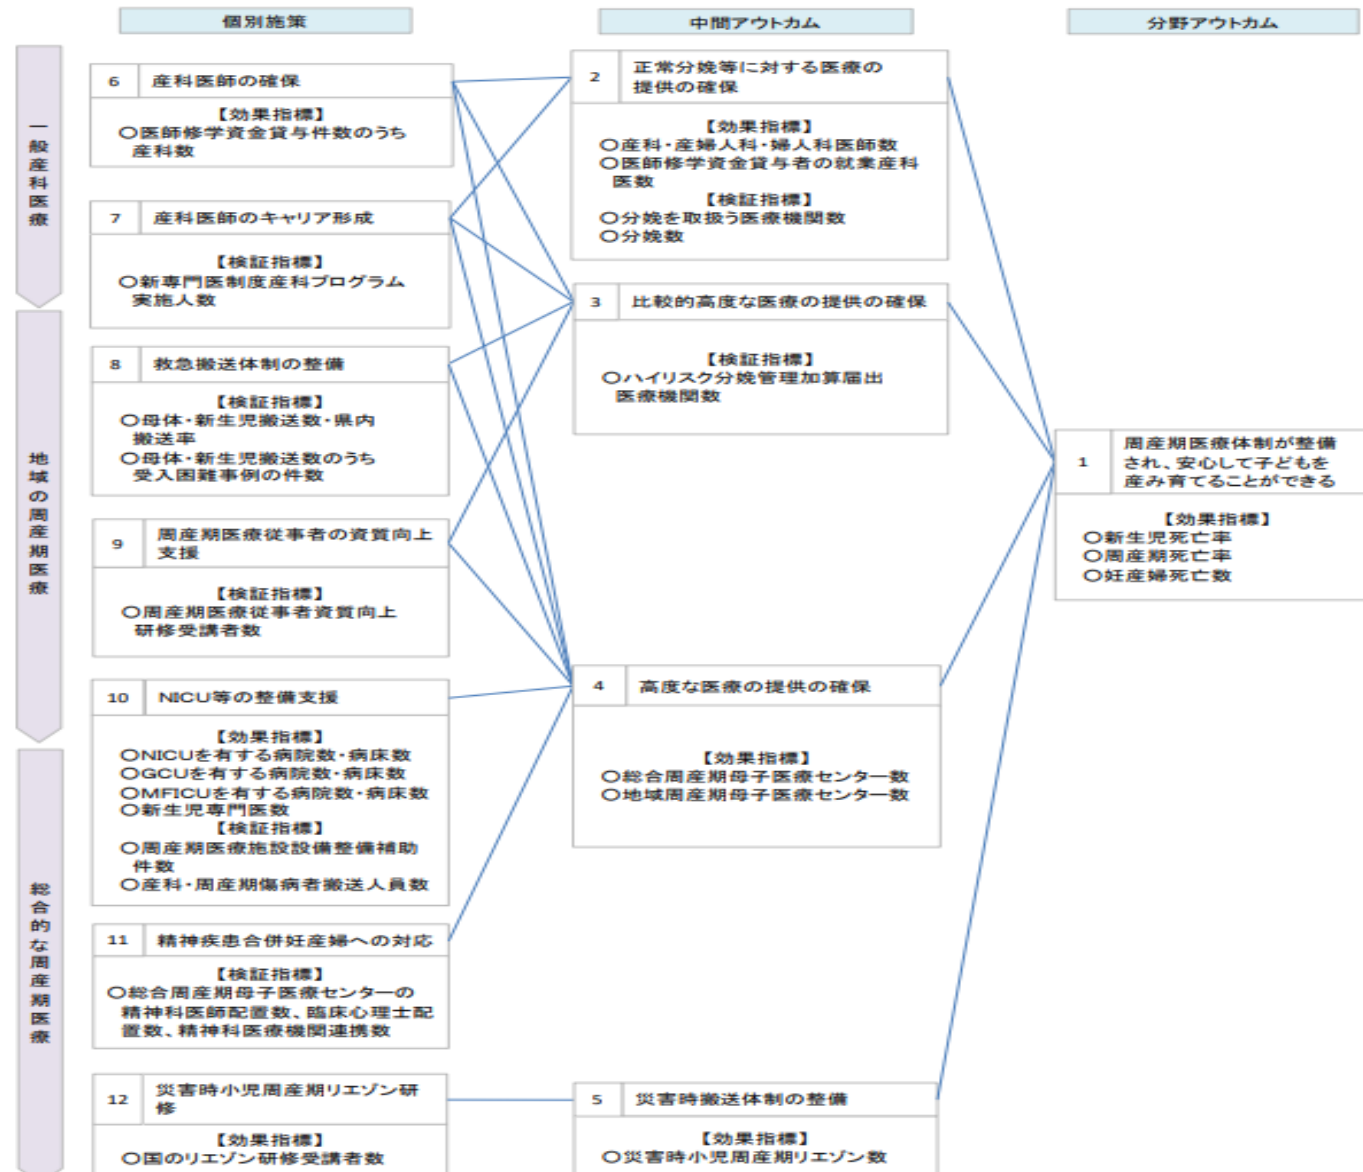 個別施策
中間アウトカム
分野アウトカム
一般産科医療
地域の周産期医療
総合的な周産期医療
6
産科医師の確保
【効果指標】
○医師修学資金貸与件数のうち
産科数
7
産科医師のキャリア形成
【検証指標】
○新専門医制度産科プログラム
実施人数
8
救急搬送体制の整備
【検証指標】
○母体・新生児搬送数・県内
搬送率
○母体・新生児搬送数のうち
受入困難事例の件数
9
周産期医療従事者の資質向上
支援
【検証指標】
○周産期医療従事者資質向上
研修受講者数
10
NICU等の整備支援
【効果指標】
○NICUを有する病院数・病床数
○GCUを有する病院数・病床数
○MFICUを有する病院数・病床数
○新生児専門医数
【検証指標】
○周産期医療施設設備整備補助
件数
○産科・周産期傷病者搬送人員数
11
精神疾患合併妊産婦への対応
【検証指標】
○総合周産期母子医療センターの
精神科医師配置数、臨床心理士配
置数、精神科医療機関連携数
12
災害時小児周産期リエゾン研
修
【効果指標】
○国のリエゾン研修受講者数
2
正常分娩等に対する医療の
提供の確保
【効果指標】
○産科・産婦人科・婦人科医師数
○医師修学資金貸与者の就業産科
医数
【検証指標】
○分娩を取扱う医療機関数
○分娩数
3
比較的高度な医療の提供の確保
【検証指標】
○ハイリスク分娩管理加算届出
医療機関数
4
高度な医療の提供の確保
【効果指標】
○総合周産期母子医療センター数
○地域周産期母子医療センター数
5
災害時搬送体制の整備
【効果指標】
○災害時小児周産期リエゾン数
1
周産期医療体制が整備
され、安心して子どもを
産み育てることができる
【効果指標】
○新生児死亡率
○周産期死亡率
○妊産婦死亡数